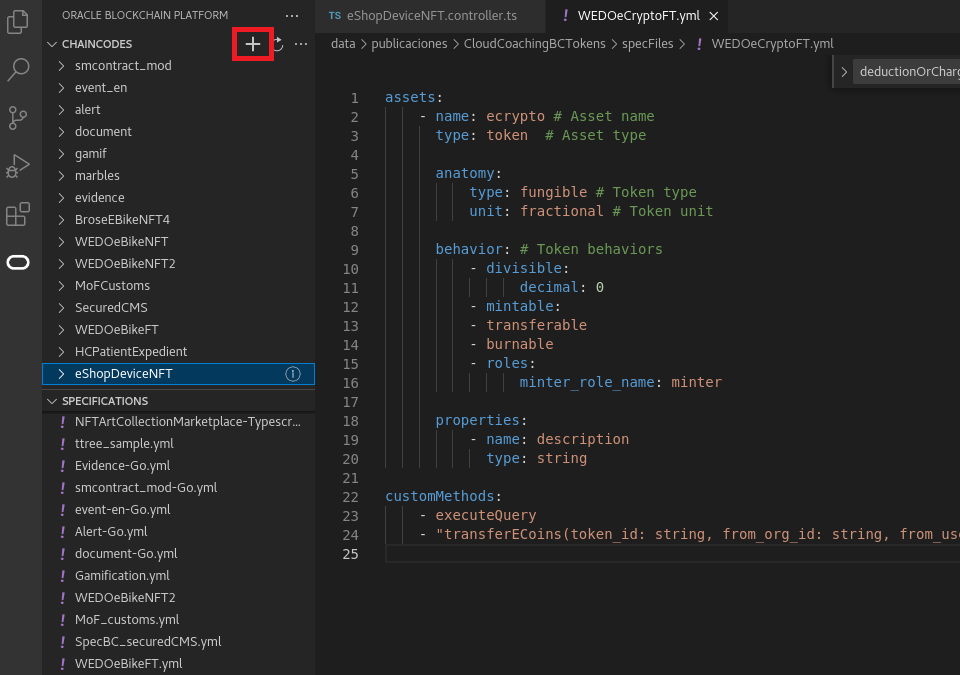 ORACLE BLOCKCHAIN PLATFORM ···
CHAINCODES + ···
smcontract_mod
event_en
alert
document
gamif
marbles
evidence
BroseEBikeNFT4
WEDOeBikeNFT
WEDOeBikeNFT2
MoFCustoms
SecuredCMS
WEDOeBikeFT
HCPatientExpedient
eShopDeviceNFT
SPECIFICATIONS
! NFTArtCollectionMarketplace-Typescr...
! ttree_sample.yml
! Evidence-Go.yml
! smcontract_mod-Go.yml
! event-en-Go.yml
! Alert-Go.yml
! document-Go.yml
! Gamification.yml
! WEDOeBikeNFT2
! MoF_customs.yml
! SpecBC_securedCMS.yml
! WEDOeBikeFT.yml
TS eShopDeviceNFT.controller.ts ! WEDOeCryptoFT.yml ×
data > publicaciones > CloudCoachingBCTokens > specFiles > ! WEDOeCryptoFT.yml
> deductionOrCharg
1 assets:
2 - name: ecrypto # Asset name
3 type: token # Asset type
4
5 anatomy:
6 type: fungible # Token type
7 unit: fractional # Token unit
8
9 behavior: # Token behaviors
10 - divisible:
11 decimal: 0
12 - mintable:
13 - transferable
14 - burnable
15 - roles:
16 minter_role_name: minter
17
18 properties:
19 - name: description
20 type: string
21
22 customMethods:
23 - executeQuery
24 - "transferECoins(token_id: string, from_org_id: string, from_use
25